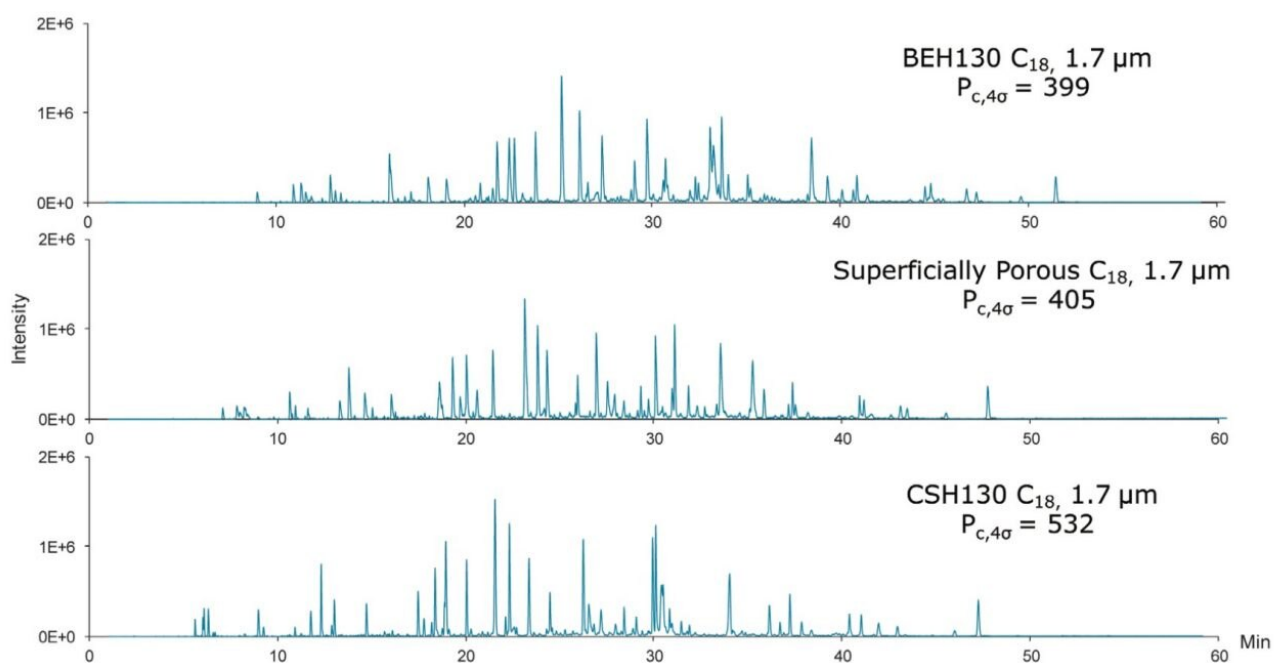 2E+6
BEH130 C₁₈, 1.7 µm
P꜀,₄σ = 399
1E+6
0E+0
0 10 20 30 40 50 60
2E+6
Superficially Porous C₁₈, 1.7 µm
P꜀,₄σ = 405
1E+6
0E+0
0 10 20 30 40 50 60
Intensity
2E+6
CSH130 C₁₈, 1.7 µm
P꜀,₄σ = 532
1E+6
0E+0
0 10 20 30 40 50 60 Min